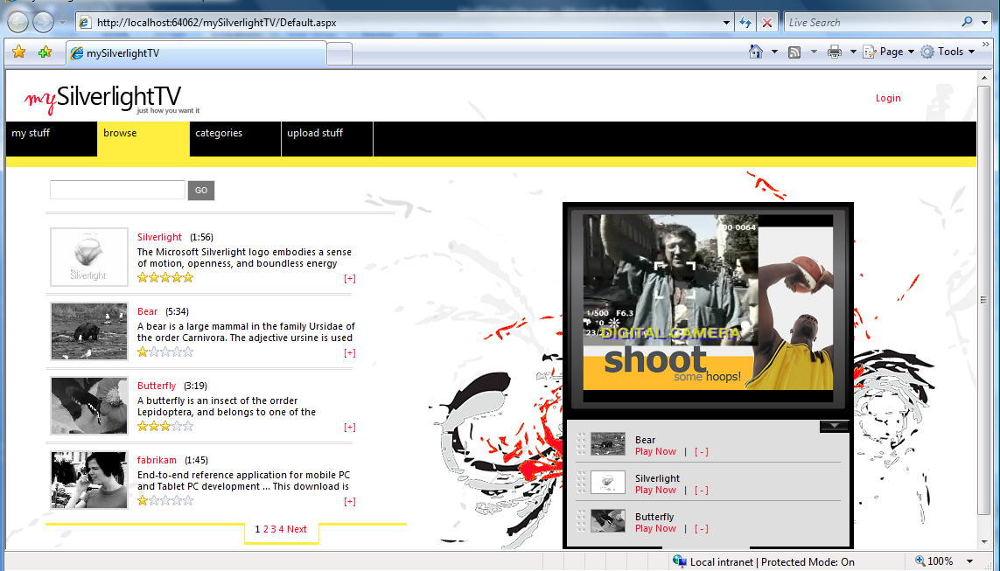 http://localhost:64062/mySilverlightTV/Default.aspx
Live Search
mySilverlightTV
Page
Tools
mySilverlightTV
just how you want it
Login
my stuff
browse
categories
upload stuff
GO
Silverlight (1:56)
The Microsoft Silverlight logo embodies a sense
of motion, openness, and boundless energy
[+]
Silverlight
Bear (5:34)
A bear is a large mammal in the family Ursidae of
the order Carnivora. The adjective ursine is used
[+]
Butterfly (3:19)
A butterfly is an insect of the orrder
Lepidoptera, and belongs to one of the
[+]
fabrikam (1:45)
End-to-end reference application for mobile PC
and Tablet PC development ... This download is
[+]
1 2 3 4 Next
00-0064
1/500 F6.3
DIGITAL CAMERA
shoot
some hoops!
Bear
Play Now | [ - ]
Silverlight
Play Now | [ - ]
Butterfly
Play Now | [ - ]
Local intranet | Protected Mode: On
100%